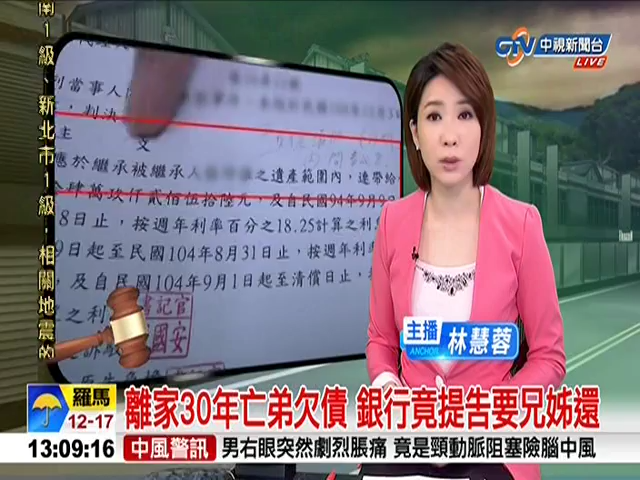 CTV中視新聞台
LIVE
南1級、新北市1級，相關地震的
判當事人
，判決
主 文
應於繼承被繼承人
之遺產範圍內，連帶給
肆萬玖仟貳佰伍拾陸元，及自民國94年9月9
8日止，按週年利率百分之18.25計算之利
9日起至民國104年8月31日止，按週年利
，及自民國104年9月1日起至清償日止，
之利
書記官
國安
主播
ANCHOR
林慧蓉
羅馬
12-17
離家30年亡弟欠債 銀行竟提告要兄姊還
13:09:16
中風警訊
男右眼突然劇烈脹痛 竟是頸動脈阻塞險腦中風